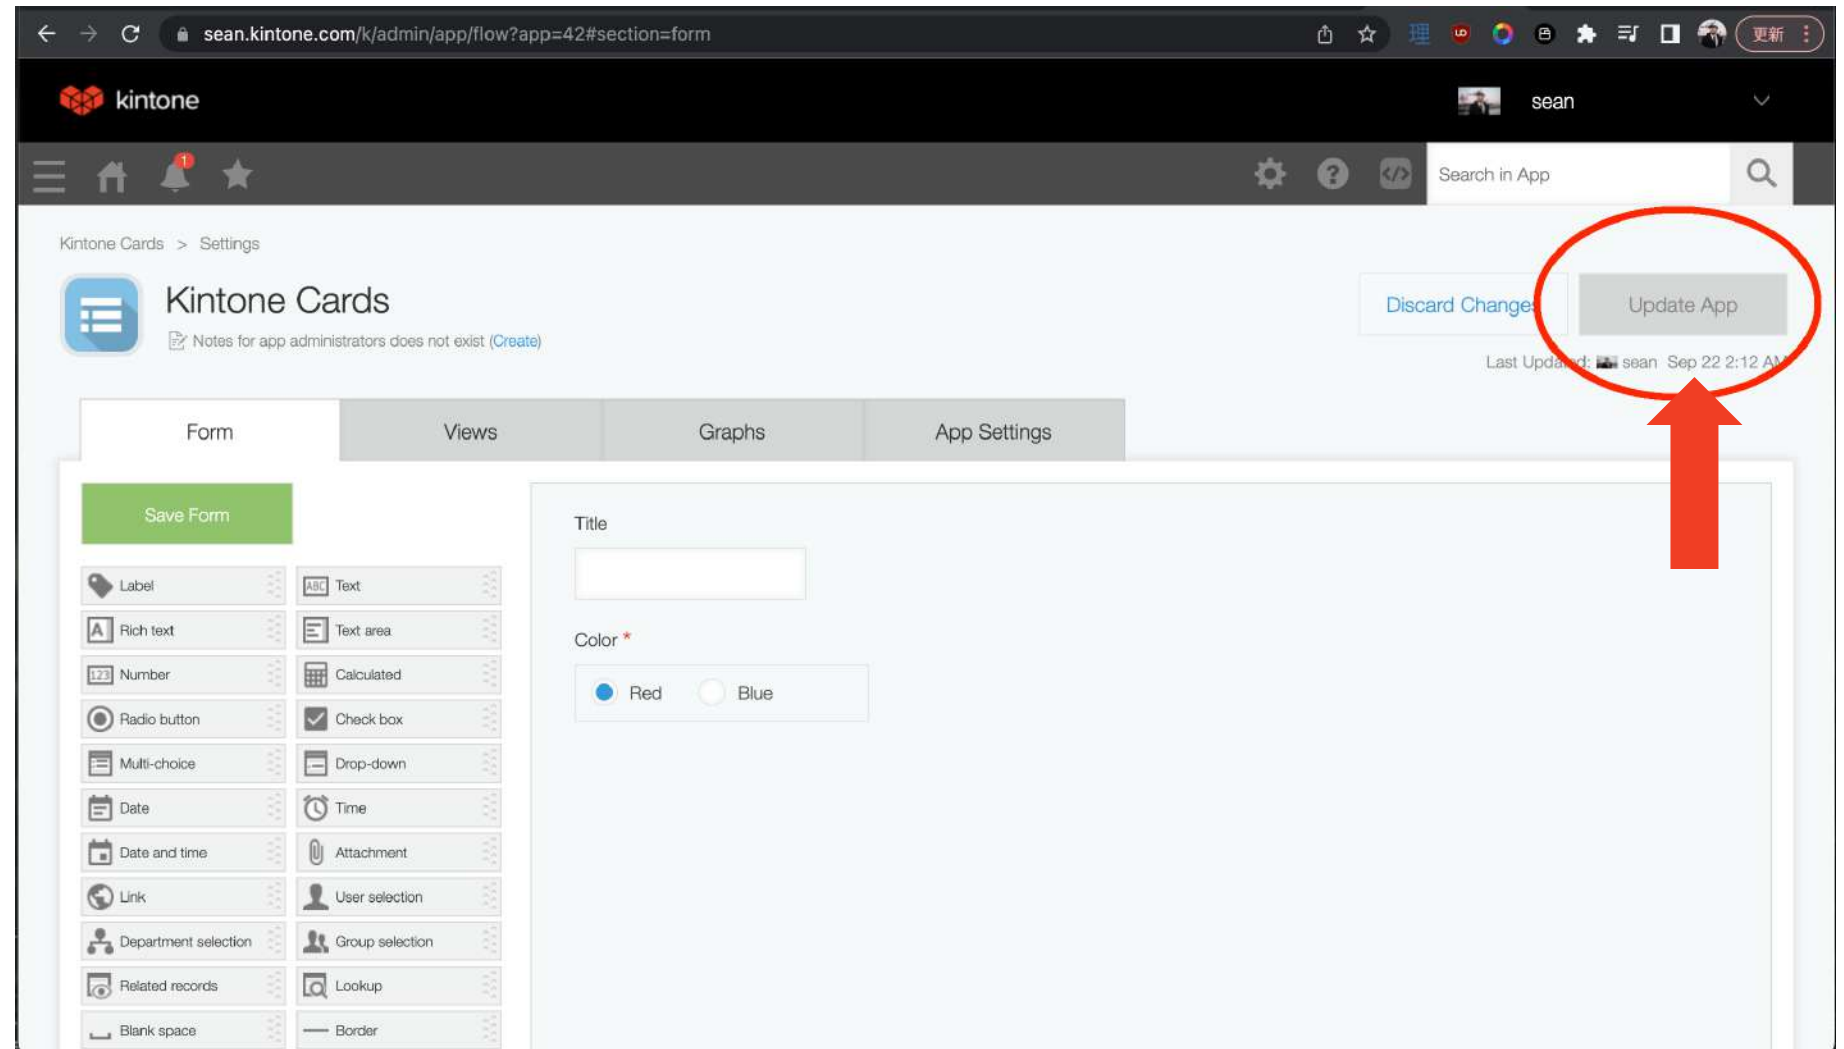 sean.kintone.com/k/admin/app/flow?app=42#section=form
理
更新
kintone
sean
1
Search in App
Kintone Cards > Settings
Kintone Cards
Notes for app administrators does not exist (Create)
Discard Changes
Update App
Last Updated: sean Sep 22 2:12 AM
Form
Views
Graphs
App Settings
Save Form
Label
ABC Text
A Rich text
Text area
123 Number
Calculated
Radio button
Check box
Multi-choice
Drop-down
Date
Time
Date and time
Attachment
Link
User selection
Department selection
Group selection
Related records
Lookup
Blank space
Border
Title
Color *
Red
Blue